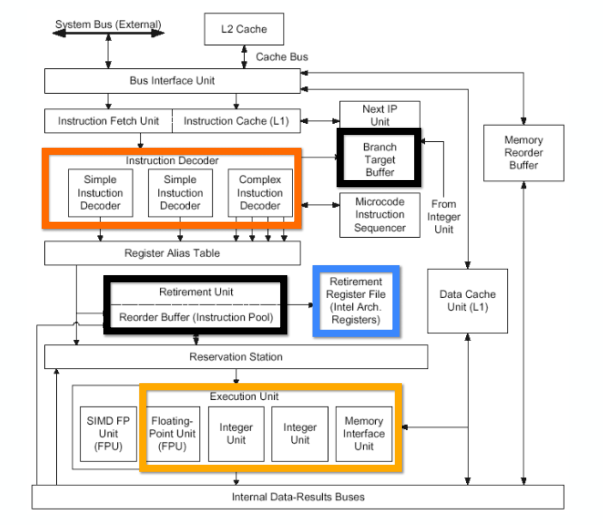 System Bus (External)
L2 Cache
Cache Bus
Bus Interface Unit
Instruction Fetch Unit
Instruction Cache (L1)
Next IP
Unit
Instruction Decoder
Simple
Instuction
Decoder
Simple
Instuction
Decoder
Complex
Instuction
Decoder
Branch
Target
Buffer
Memory
Reorder
Buffer
Microcode
Instruction
Sequencer
From
Integer
Unit
Register Alias Table
Retirement Unit
Reorder Buffer (Instruction Pool)
Retirement
Register File
(Intel Arch.
Registers)
Data Cache
Unit (L1)
Reservation Station
Execution Unit
SIMD FP
Unit
(FPU)
Floating-
Point Unit
(FPU)
Integer
Unit
Integer
Unit
Memory
Interface
Unit
Internal Data-Results Buses